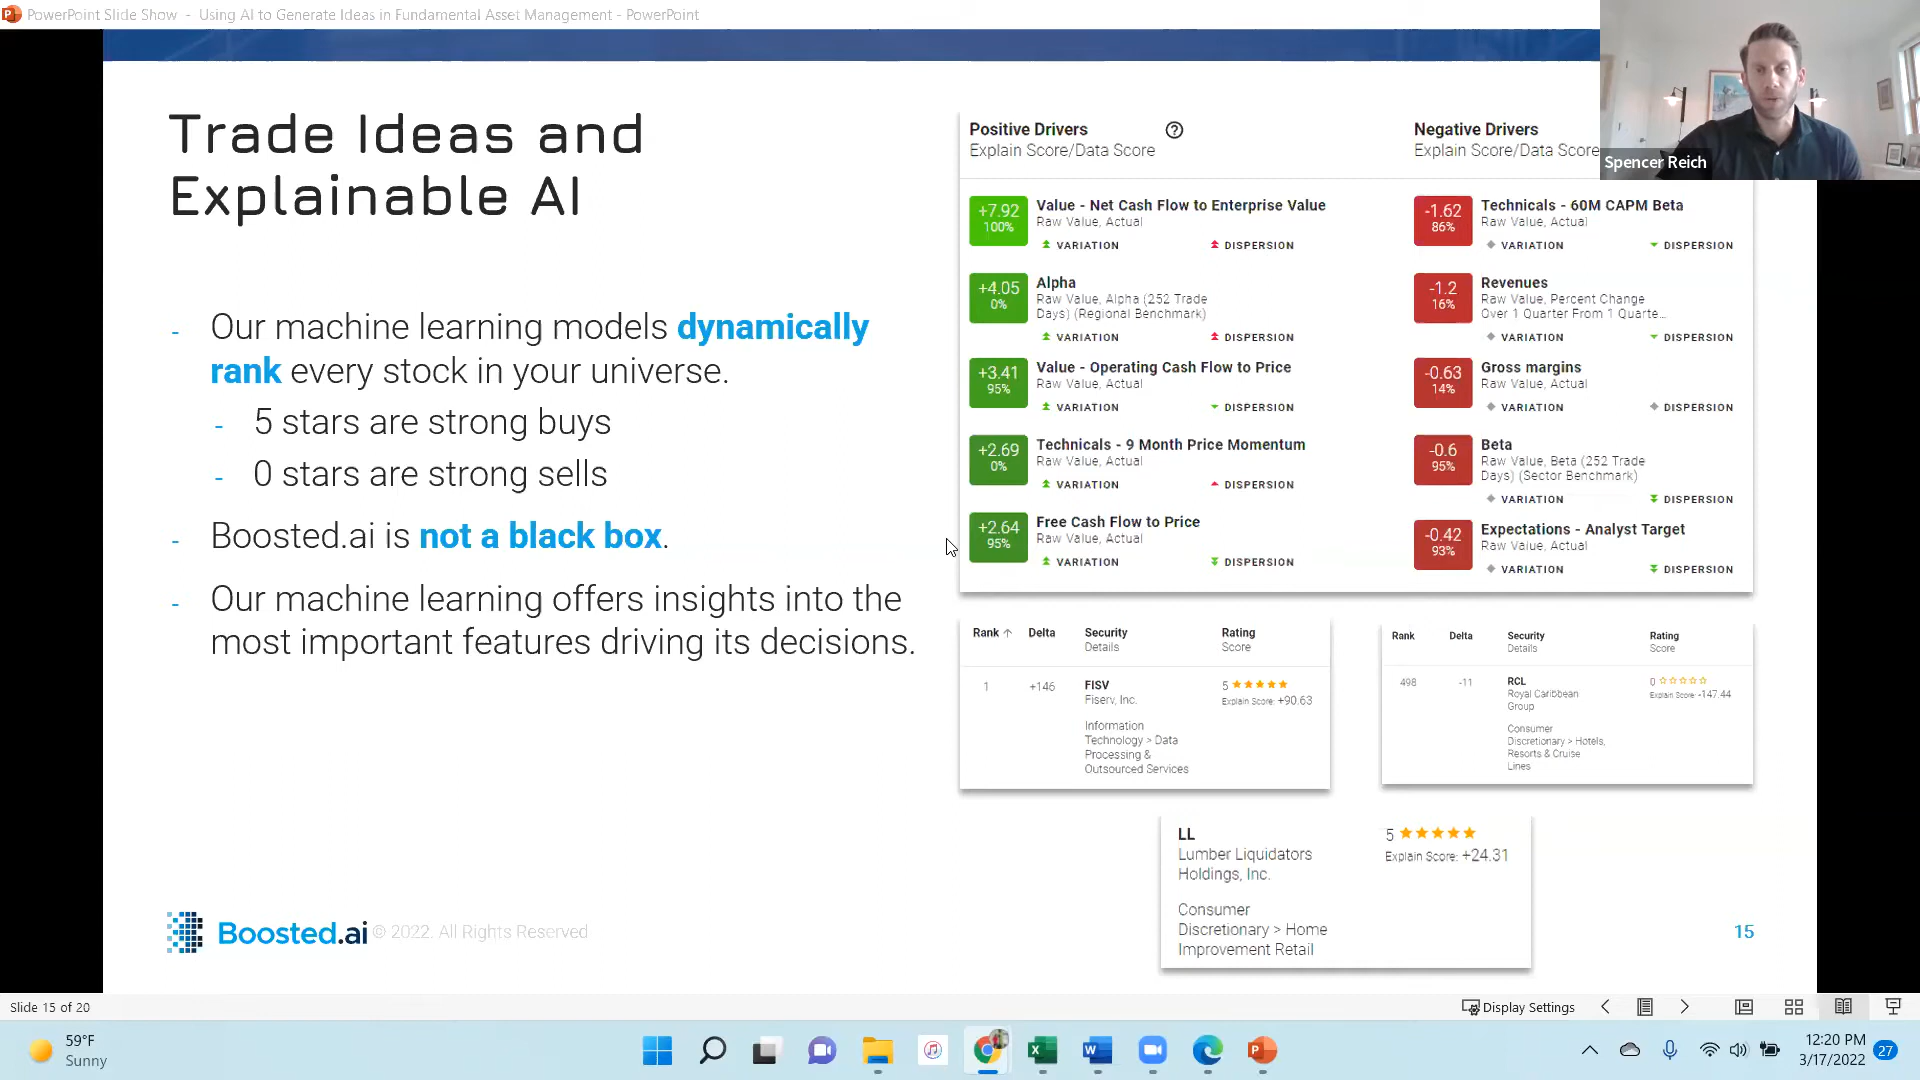 PowerPoint Slide Show - Using AI to Generate Ideas in Fundamental Asset Management - PowerPoint
Spencer Reich
Trade Ideas and
Explainable AI
- Our machine learning models dynamically
rank every stock in your universe.
- 5 stars are strong buys
- 0 stars are strong sells
- Boosted.ai is not a black box.
- Our machine learning offers insights into the
most important features driving its decisions.
Positive Drivers
Explain Score/Data Score
+7.92
100%
Value - Net Cash Flow to Enterprise Value
Raw Value, Actual
VARIATION DISPERSION
+4.05
0%
Alpha
Raw Value, Alpha (252 Trade
Days) (Regional Benchmark)
VARIATION DISPERSION
+3.41
95%
Value - Operating Cash Flow to Price
Raw Value, Actual
VARIATION DISPERSION
+2.69
0%
Technicals - 9 Month Price Momentum
Raw Value, Actual
VARIATION DISPERSION
+2.64
95%
Free Cash Flow to Price
Raw Value, Actual
VARIATION DISPERSION
Negative Drivers
Explain Score/Data Score
-1.62
86%
Technicals - 60M CAPM Beta
Raw Value, Actual
VARIATION DISPERSION
-1.2
16%
Revenues
Raw Value, Percent Change
Over 1 Quarter From 1 Quarte...
VARIATION DISPERSION
-0.63
14%
Gross margins
Raw Value, Actual
VARIATION DISPERSION
-0.6
95%
Beta
Raw Value, Beta (252 Trade
Days) (Sector Benchmark)
VARIATION DISPERSION
-0.42
93%
Expectations - Analyst Target
Raw Value, Actual
VARIATION DISPERSION
Rank Delta Security Rating
Details Score
1 +146 FISV 5
Fiserv, Inc. Explain Score: +90.63
Information
Technology > Data
Processing &
Outsourced Services
Rank Delta Security Rating
Details Score
498 -11 RCL 0
Royal Caribbean Explain Score: -147.44
Group
Consumer
Discretionary > Hotels,
Resorts & Cruise
Lines
LL 5
Lumber Liquidators Explain Score: +24.31
Holdings, Inc.
Consumer
Discretionary > Home
Improvement Retail
Boosted.ai © 2022. All Rights Reserved
15
Slide 15 of 20
Display Settings
59°F
Sunny
12:20 PM
3/17/2022
27